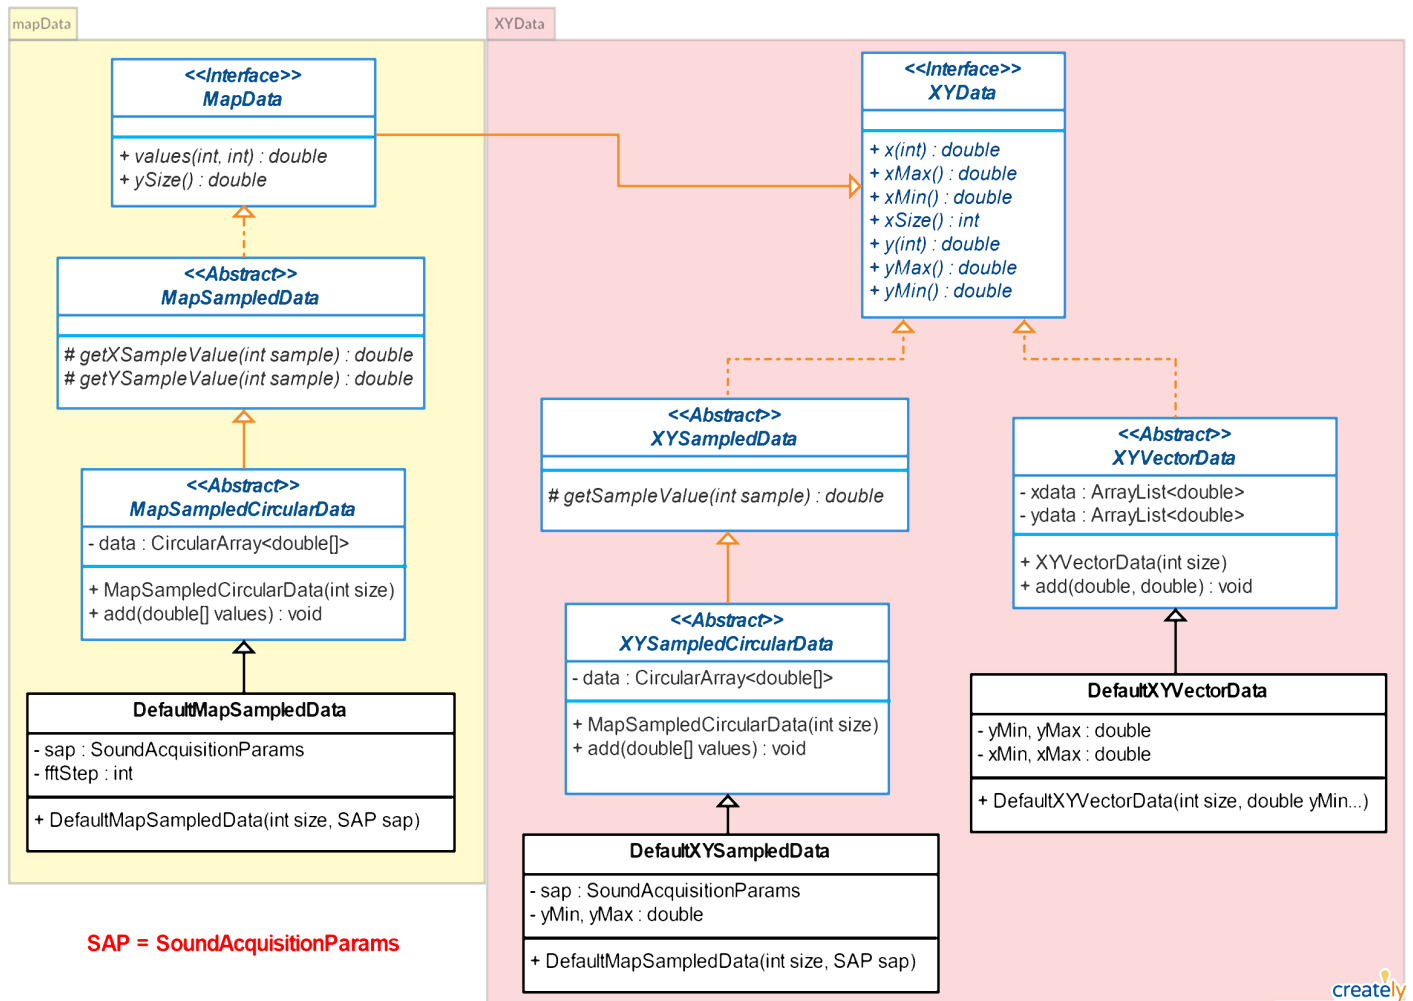 mapData
<<Interface>>
MapData
+ values(int, int) : double
+ ySize() : double
<<Abstract>>
MapSampledData
# getXSampleValue(int sample) : double
# getYSampleValue(int sample) : double
<<Abstract>>
MapSampledCircularData
- data : CircularArray<double[]>
+ MapSampledCircularData(int size)
+ add(double[] values) : void
DefaultMapSampledData
- sap : SoundAcquisitionParams
- fftStep : int
+ DefaultMapSampledData(int size, SAP sap)
SAP = SoundAcquisitionParams
XYData
<<Interface>>
XYData
+ x(int) : double
+ xMax() : double
+ xMin() : double
+ xSize() : int
+ y(int) : double
+ yMax() : double
+ yMin() : double
<<Abstract>>
XYSampledData
# getSampleValue(int sample) : double
<<Abstract>>
XYSampledCircularData
- data : CircularArray<double[]>
+ MapSampledCircularData(int size)
+ add(double[] values) : void
DefaultXYSampledData
- sap : SoundAcquisitionParams
- yMin, yMax : double
+ DefaultMapSampledData(int size, SAP sap)
<<Abstract>>
XYVectorData
- xdata : ArrayList<double>
- ydata : ArrayList<double>
+ XYVectorData(int size)
+ add(double, double) : void
DefaultXYVectorData
- yMin, yMax : double
- xMin, xMax : double
+ DefaultXYVectorData(int size, double yMin...)
creately